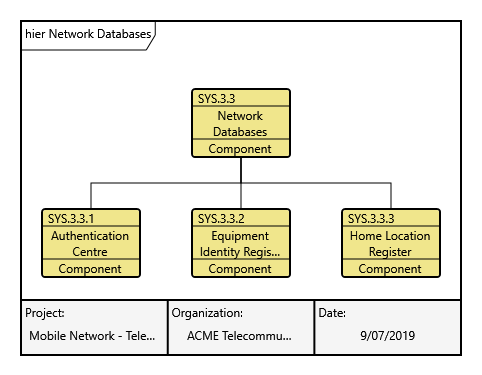 hier Network Databases
SYS.3.3
Network
Databases
Component
SYS.3.3.1
Authentication
Centre
Component
SYS.3.3.2
Equipment
Identity Regis...
Component
SYS.3.3.3
Home Location
Register
Component
Project:
Mobile Network - Tele...
Organization:
ACME Telecommu...
Date:
9/07/2019